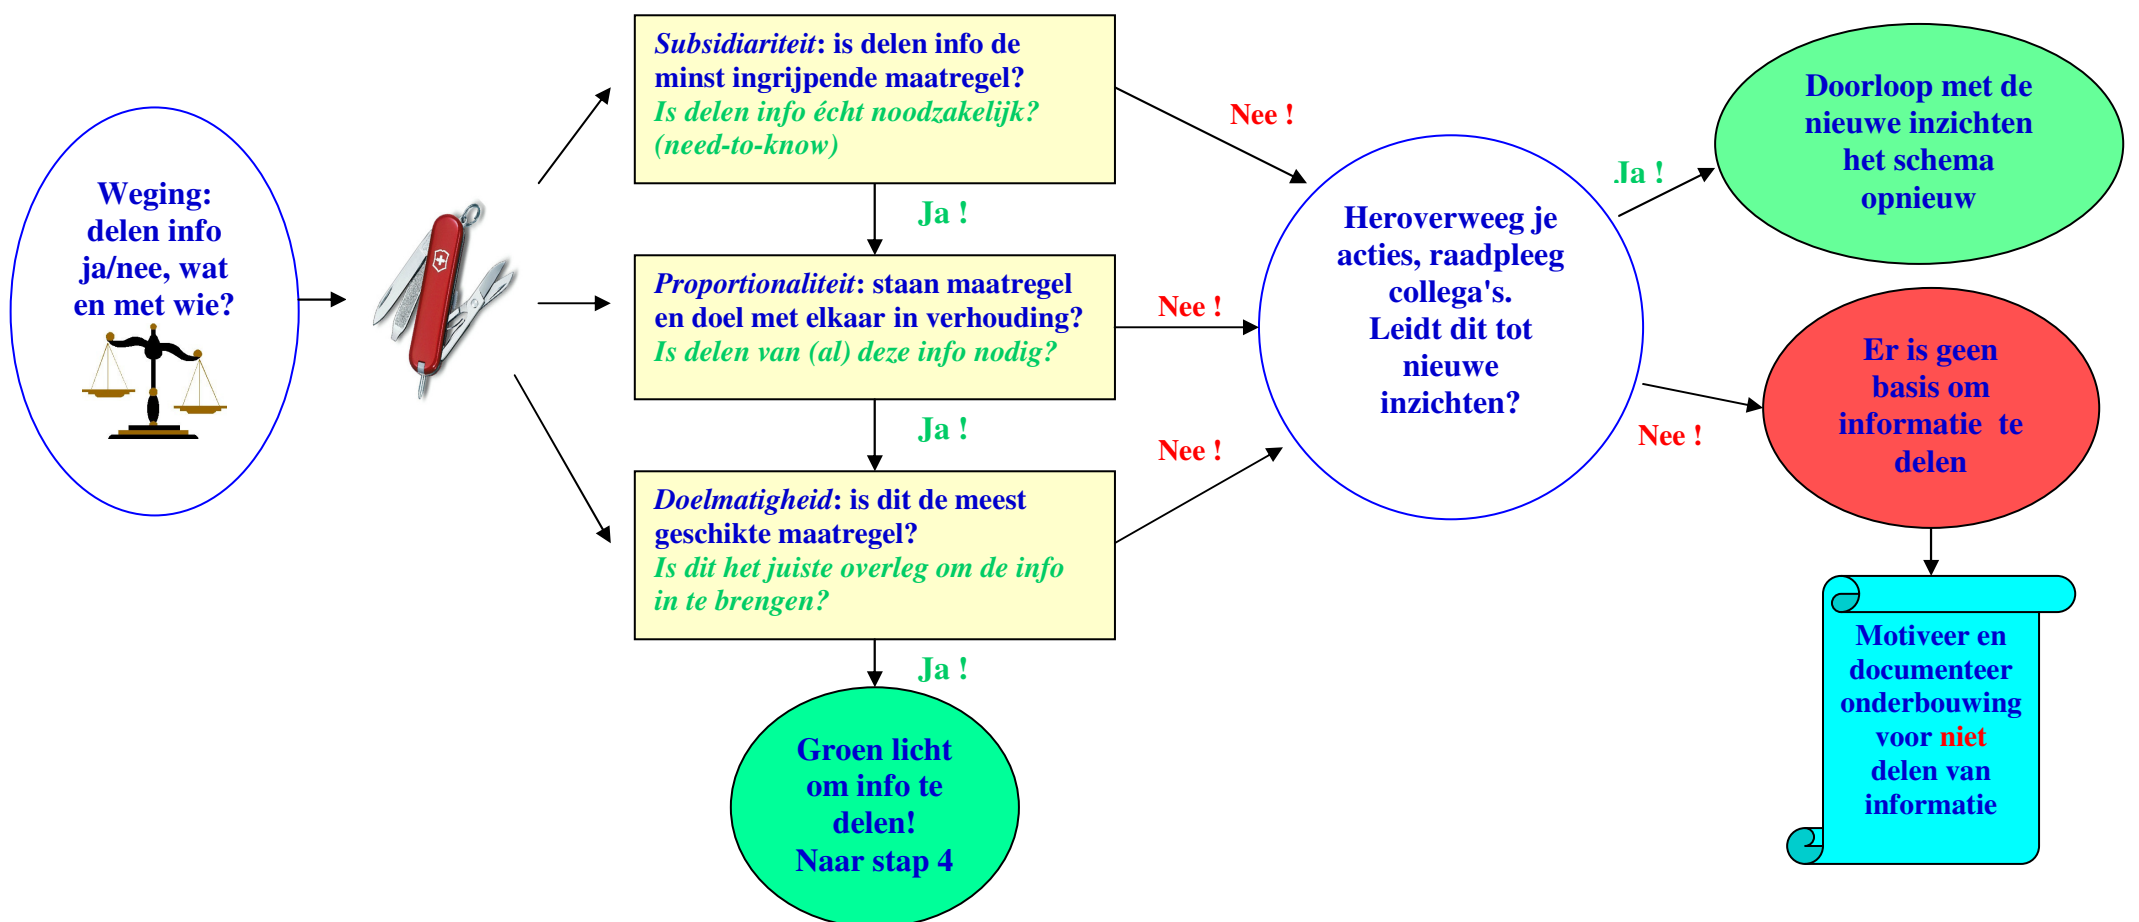 Weging:
delen info
ja/nee, wat
en met wie?
Subsidiariteit: is delen info de
minst ingrijpende maatregel?
Is delen info écht noodzakelijk?
(need-to-know)
Ja !
Proportionaliteit: staan maatregel
en doel met elkaar in verhouding?
Is delen van (al) deze info nodig?
Ja !
Doelmatigheid: is dit de meest
geschikte maatregel?
Is dit het juiste overleg om de info
in te brengen?
Ja !
Groen licht
om info te
delen!
Naar stap 4
Nee !
Nee !
Nee !
Heroverweeg je
acties, raadpleeg
collega's.
Leidt dit tot
nieuwe
inzichten?
Ja !
Doorloop met de
nieuwe inzichten
het schema
opnieuw
Nee !
Er is geen
basis om
informatie te
delen
Motiveer en
documenteer
onderbouwing
voor niet
delen van
informatie